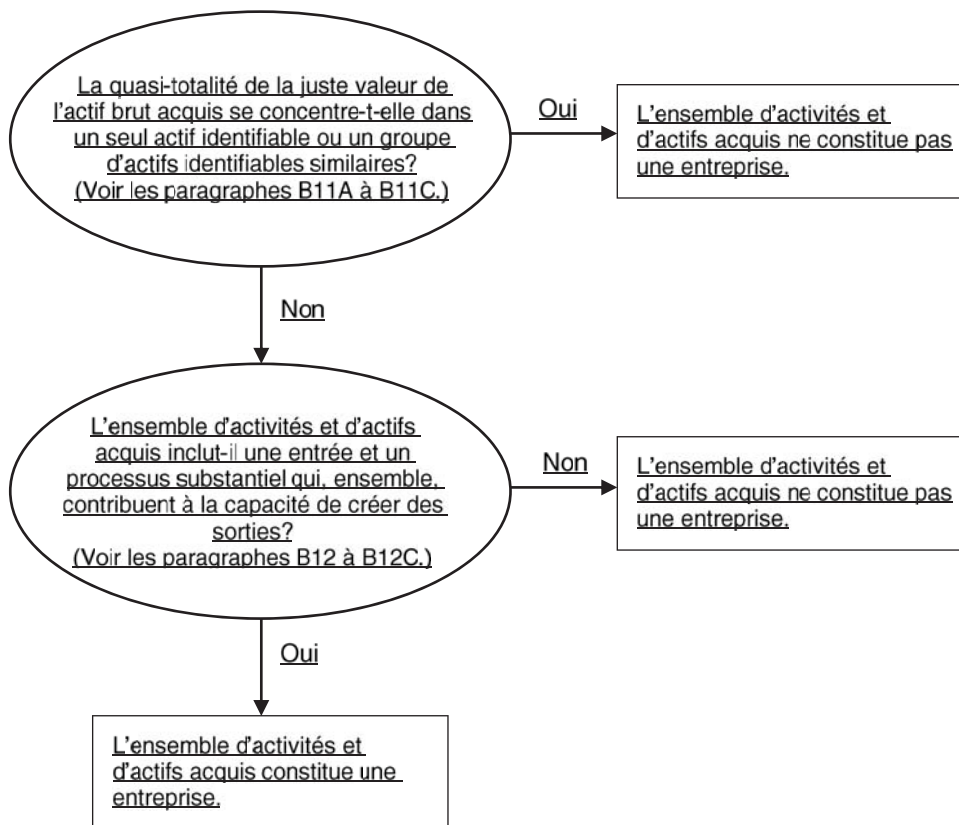 La quasi-totalité de la juste valeur de
l'actif brut acquis se concentre-t-elle dans
un seul actif identifiable ou un groupe
d'actifs identifiables similaires?
(Voir les paragraphes B11A à B11C.)
Oui
L'ensemble d'activités et
d'actifs acquis ne constitue pas
une entreprise.
Non
L'ensemble d'activités et d'actifs
acquis inclut-il une entrée et un
processus substantiel qui, ensemble,
contribuent à la capacité de créer des
sorties?
(Voir les paragraphes B12 à B12C.)
Non
L'ensemble d'activités et
d'actifs acquis ne constitue pas
une entreprise.
Oui
L'ensemble d'activités et
d'actifs acquis constitue une
entreprise.